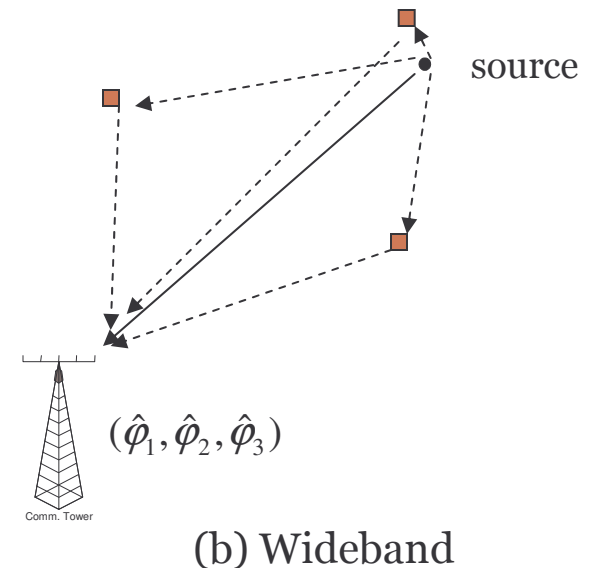 source
(φ̂₁, φ̂₂, φ̂₃)
Comm. Tower
(b) Wideband